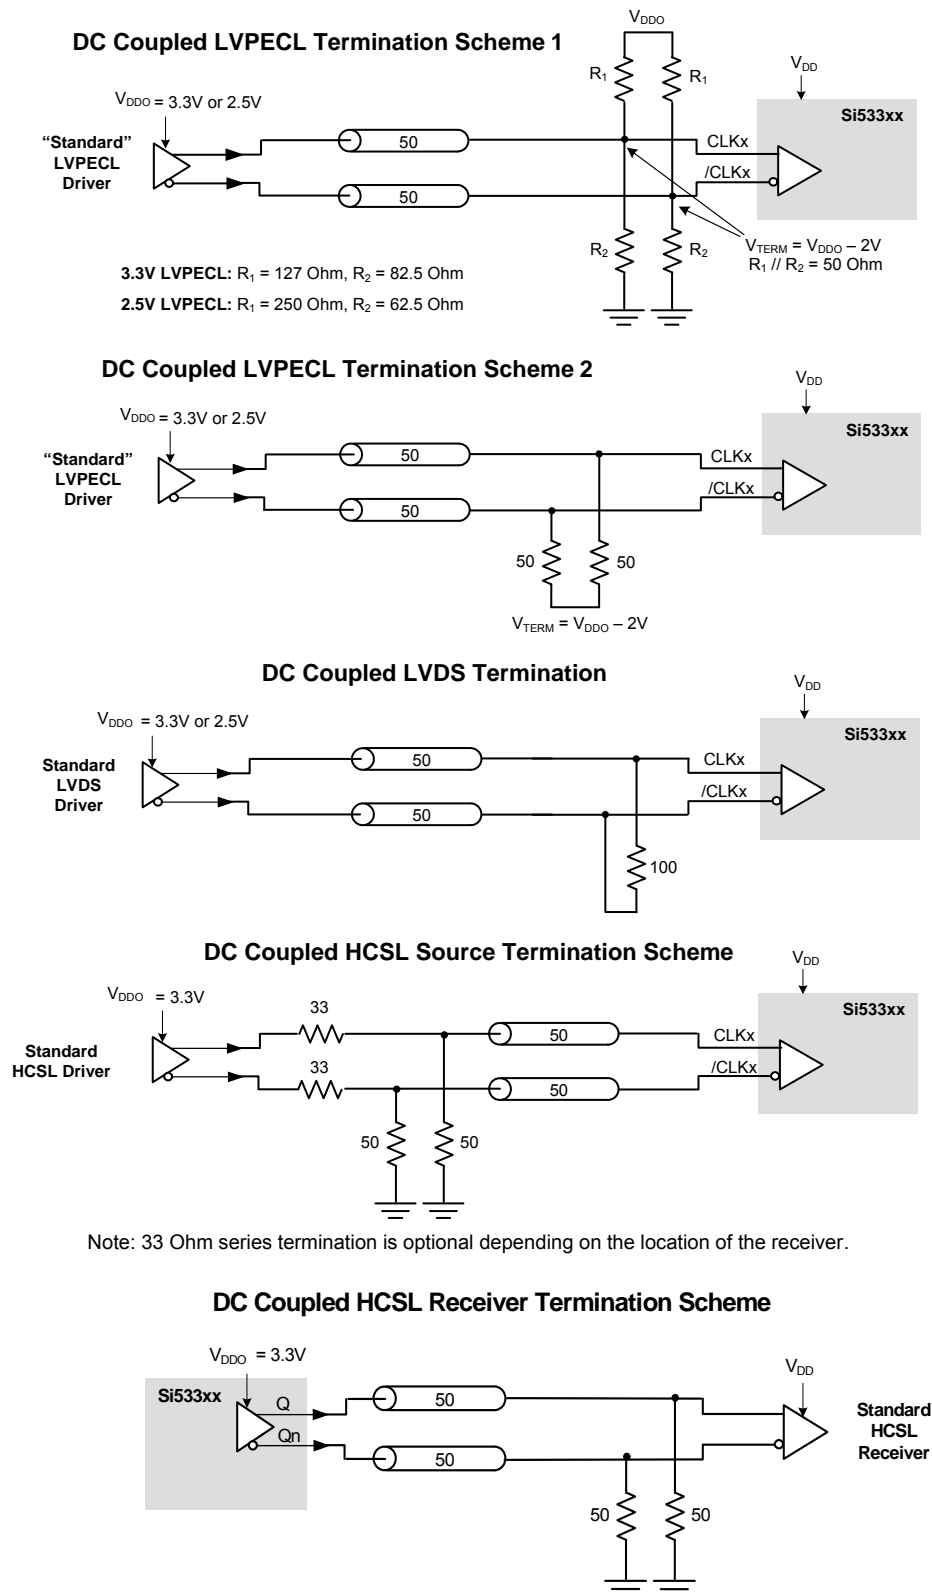 DC Coupled LVPECL Termination Scheme 1
VDDO
R1
R1
VDD
VDDO = 3.3V or 2.5V
Si533xx
“Standard”
LVPECL
Driver
50
CLKx
/CLKx
50
R2
R2
VTERM = VDDO – 2V
R1 // R2 = 50 Ohm
3.3V LVPECL: R1 = 127 Ohm, R2 = 82.5 Ohm
2.5V LVPECL: R1 = 250 Ohm, R2 = 62.5 Ohm
DC Coupled LVPECL Termination Scheme 2
VDD
VDDO = 3.3V or 2.5V
Si533xx
“Standard”
LVPECL
Driver
50
CLKx
/CLKx
50
50
50
VTERM = VDDO – 2V
DC Coupled LVDS Termination
VDD
VDDO = 3.3V or 2.5V
Si533xx
Standard
LVDS
Driver
50
CLKx
/CLKx
50
100
DC Coupled HCSL Source Termination Scheme
VDD
VDDO = 3.3V
Si533xx
33
Standard
HCSL Driver
50
CLKx
33
/CLKx
50
50
50
Note: 33 Ohm series termination is optional depending on the location of the receiver.
DC Coupled HCSL Receiver Termination Scheme
VDDO = 3.3V
VDD
Si533xx
Q
50
Standard
HCSL
Receiver
Qn
50
50
50